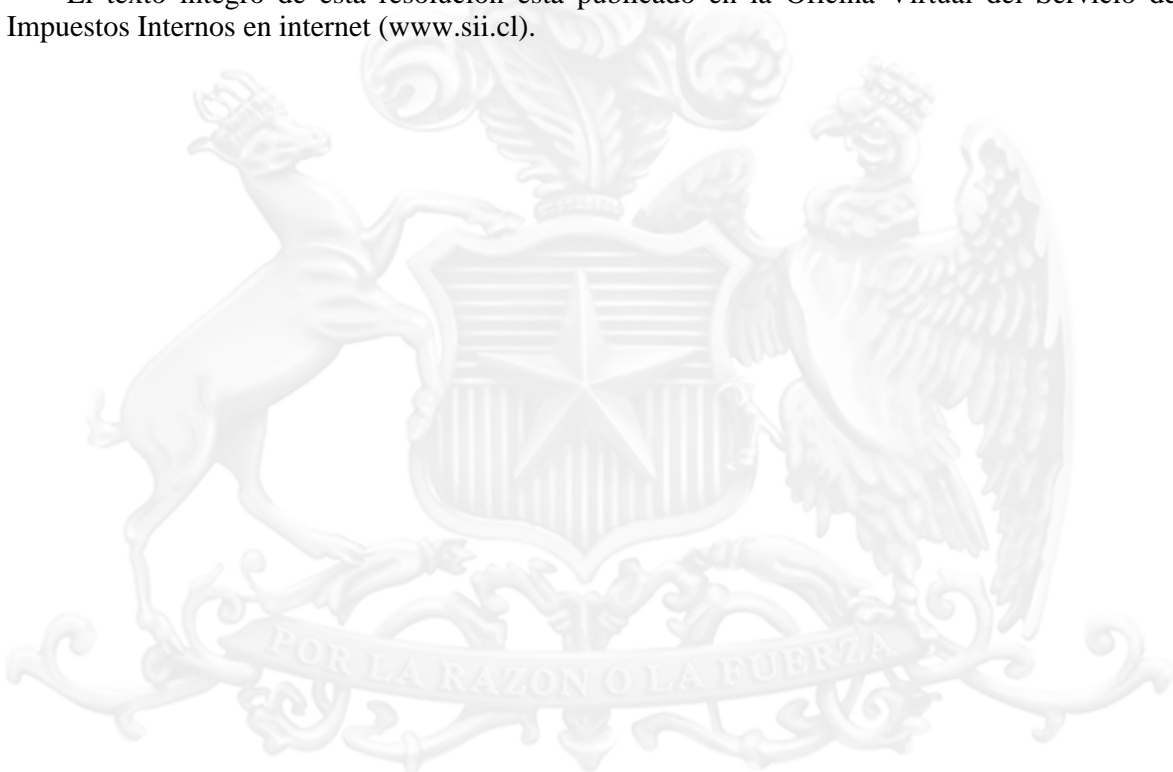 El texto íntegro de esta resolución está publicado en la Oficina Virtual del Servicio de
Impuestos Internos en internet (www.sii.cl).
POR LA RAZON O LA FUERZA